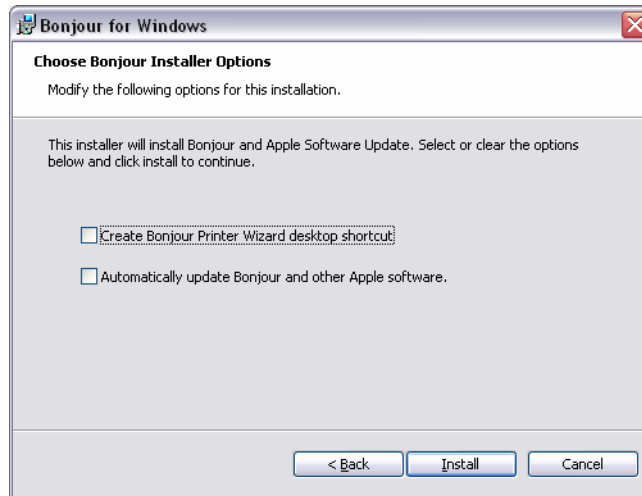 Bonjour for Windows
Choose Bonjour Installer Options
Modify the following options for this installation.
This installer will install Bonjour and Apple Software Update. Select or clear the options
below and click install to continue.
Create Bonjour Printer Wizard desktop shortcut
Automatically update Bonjour and other Apple software.
< Back Install Cancel